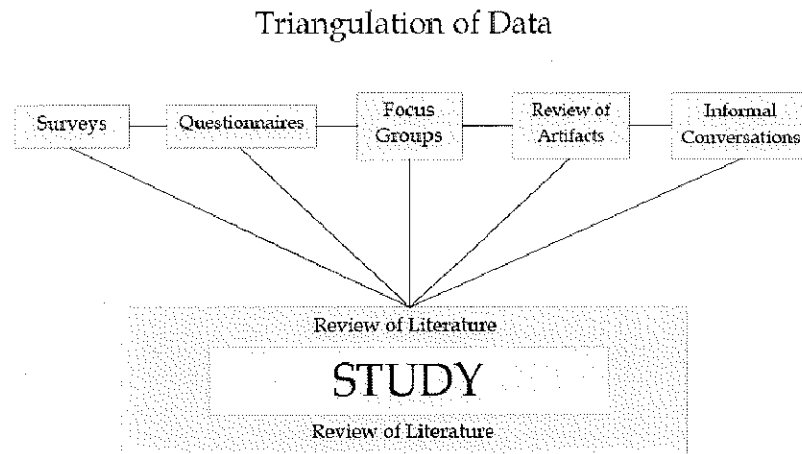 Triangulation of Data
Surveys
Questionnaires
Focus
Groups
Review of
Artifacts
Informal
Conversations
Review of Literature
STUDY
Review of Literature